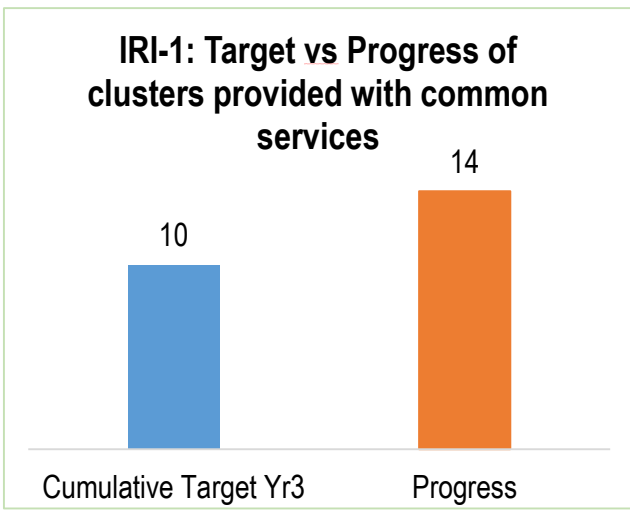 IRI-1: Target vs Progress of
clusters provided with common
services
14
10
Cumulative Target Yr3
Progress